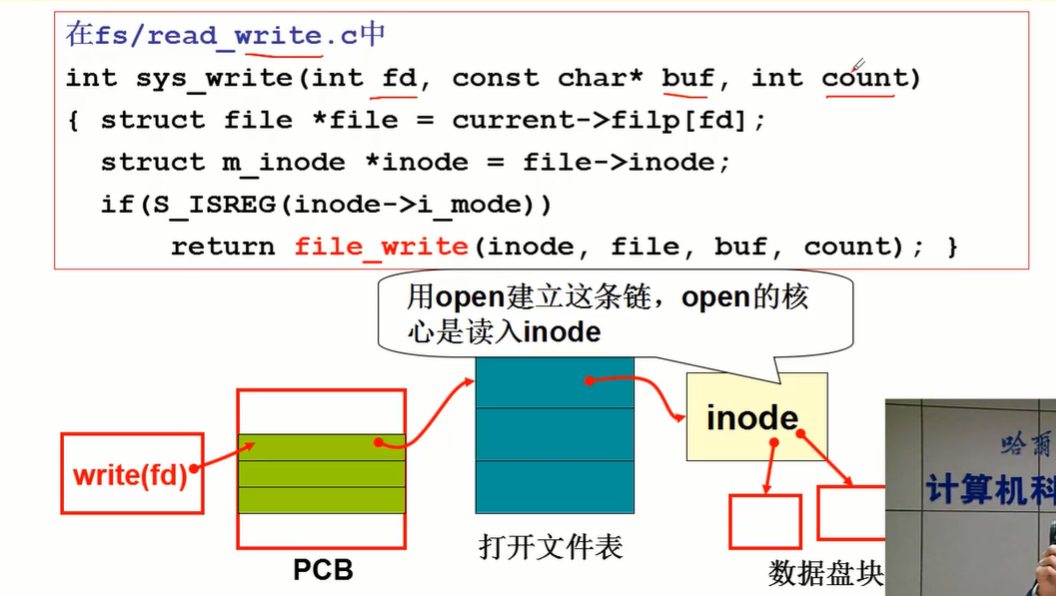 在fs/read_write.c中
int sys_write(int fd, const char* buf, int count)
{ struct file *file = current->filp[fd];
struct m_inode *inode = file->inode;
if(S_ISREG(inode->i_mode))
return file_write(inode, file, buf, count); }
用open建立这条链，open的核
心是读入inode
inode
write(fd)
PCB
打开文件表
数据盘块
哈爾
计算机科